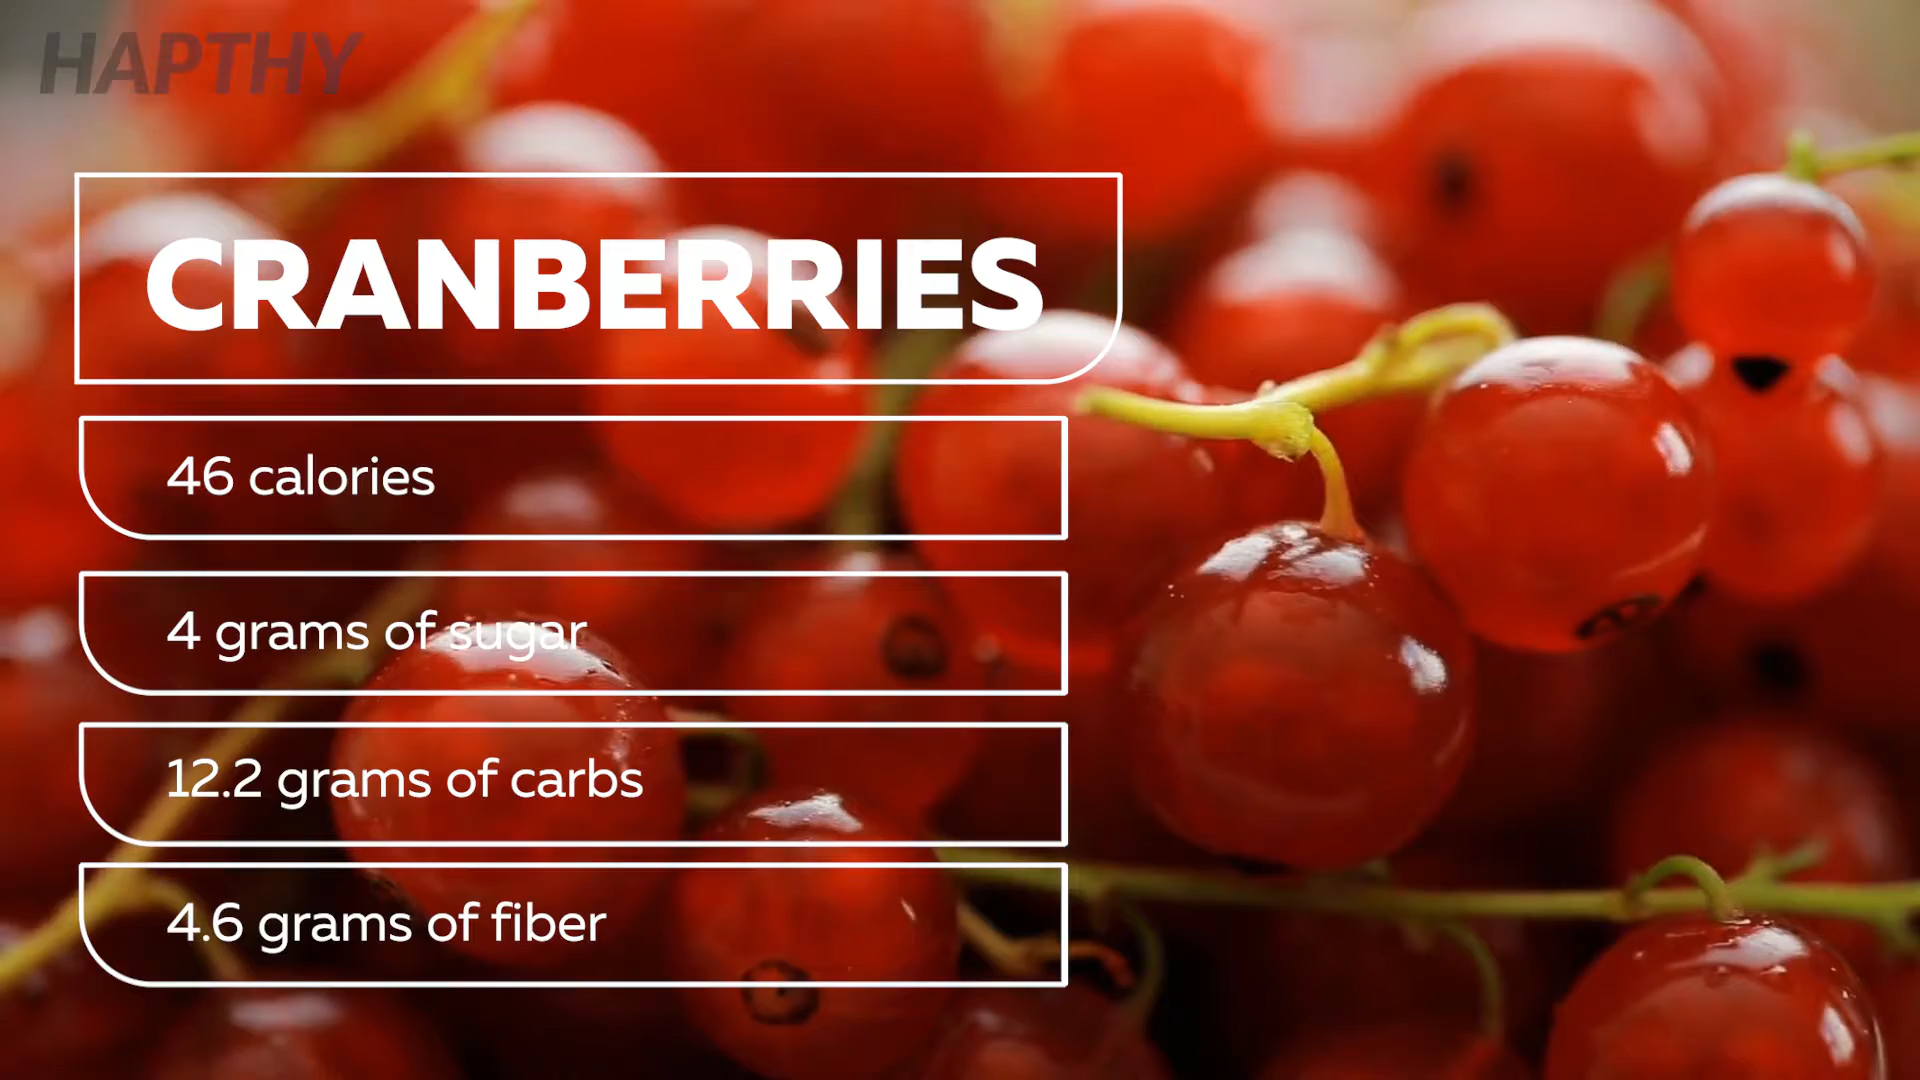 HAPTHY
CRANBERRIES
46 calories
4 grams of sugar
12.2 grams of carbs
4.6 grams of fiber